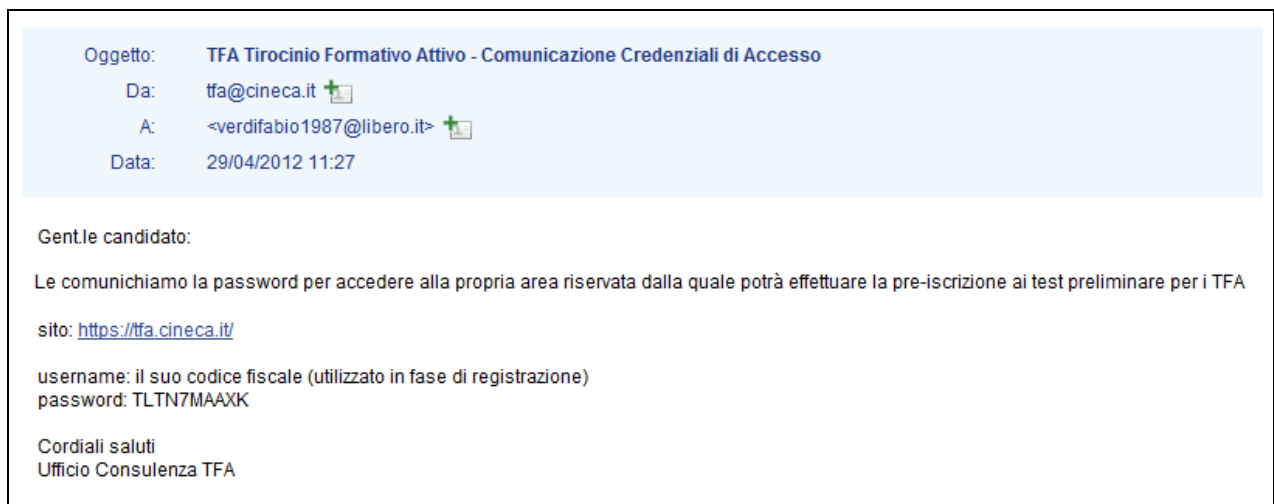 Oggetto: TFA Tirocinio Formativo Attivo - Comunicazione Credenziali di Accesso
Da: tfa@cineca.it
A: <verdifabio1987@libero.it>
Data: 29/04/2012 11:27
Gent.le candidato:
Le comunichiamo la password per accedere alla propria area riservata dalla quale potrà effettuare la pre-iscrizione ai test preliminare per i TFA
sito: https://tfa.cineca.it/
username: il suo codice fiscale (utilizzato in fase di registrazione)
password: TLTN7MAAXK
Cordiali saluti
Ufficio Consulenza TFA